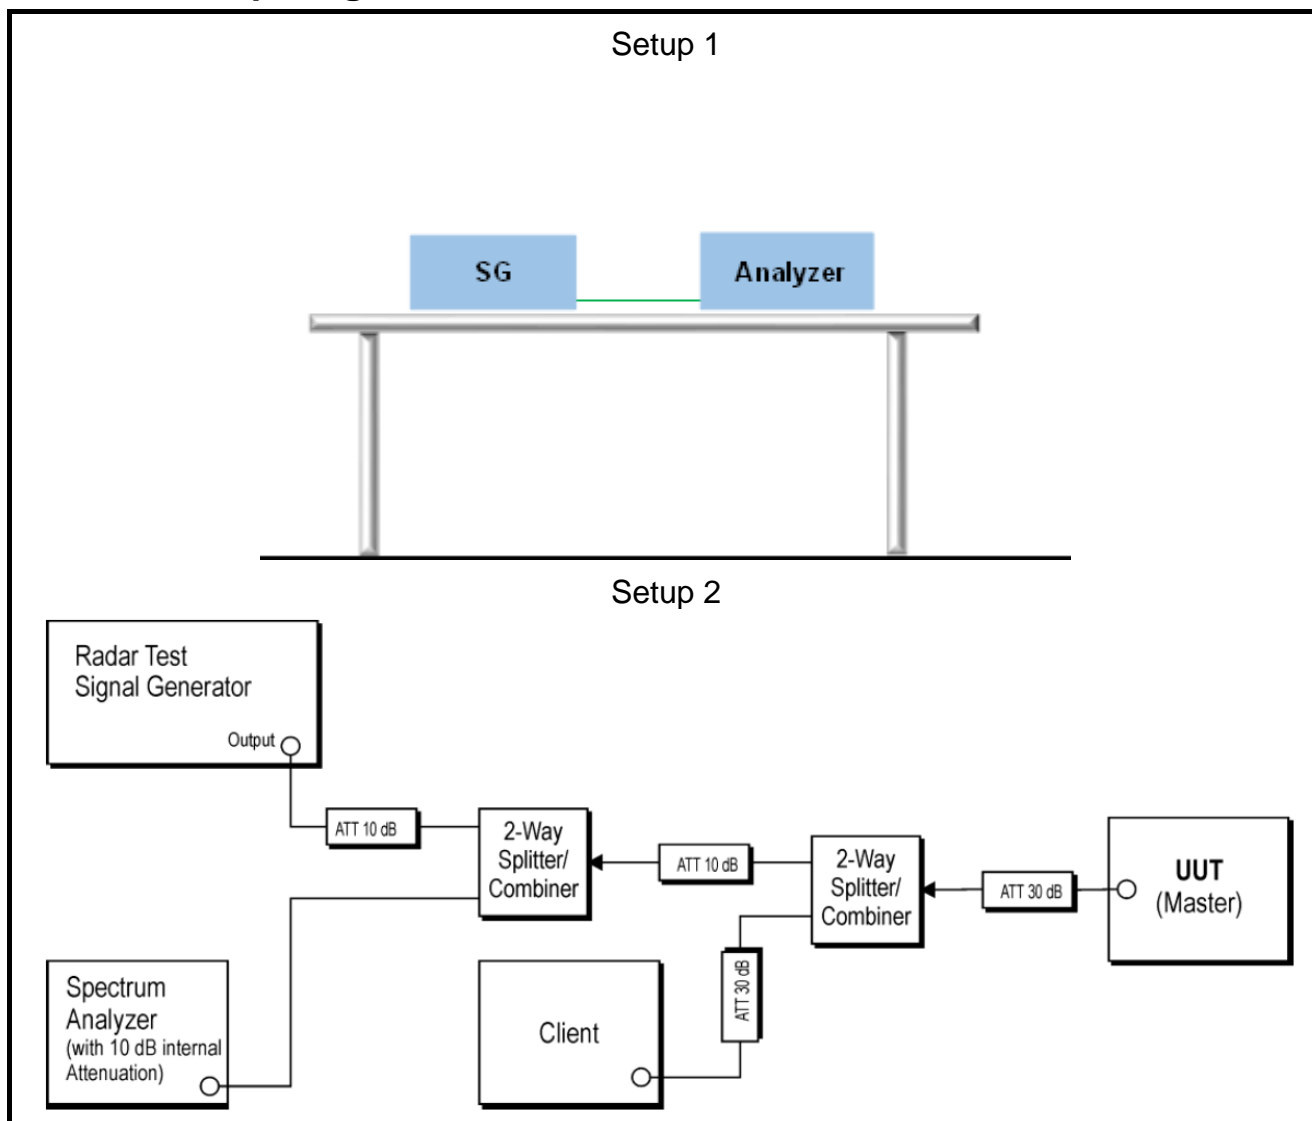 Setup 1
SG
Analyzer
Setup 2
Radar Test
Signal Generator
Output
ATT 10 dB
2-Way
Splitter/
Combiner
ATT 10 dB
2-Way
Splitter/
Combiner
ATT 30 dB
UUT
(Master)
Spectrum
Analyzer
(with 10 dB internal
Attenuation)
Client
ATT 30 dB